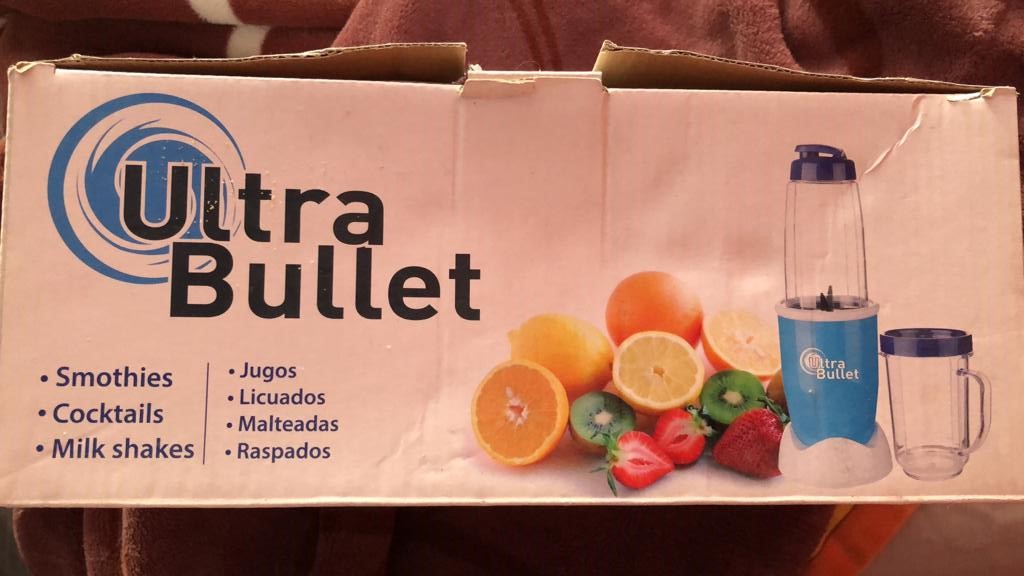 Ultra
Bullet
• Smothies
• Cocktails
• Milk shakes
• Jugos
• Licuados
• Malteadas
• Raspados
Ultra
Bullet